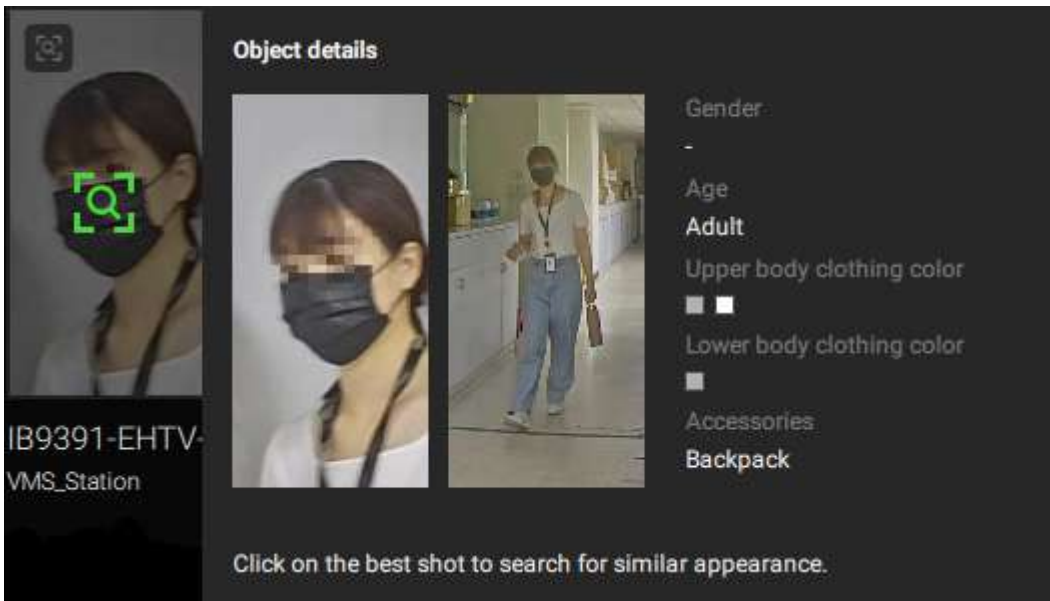 Object details
Gender
-
Age
Adult
Upper body clothing color
Lower body clothing color
Accessories
Backpack
IB9391-EHTV-
VMS_Station
Click on the best shot to search for similar appearance.